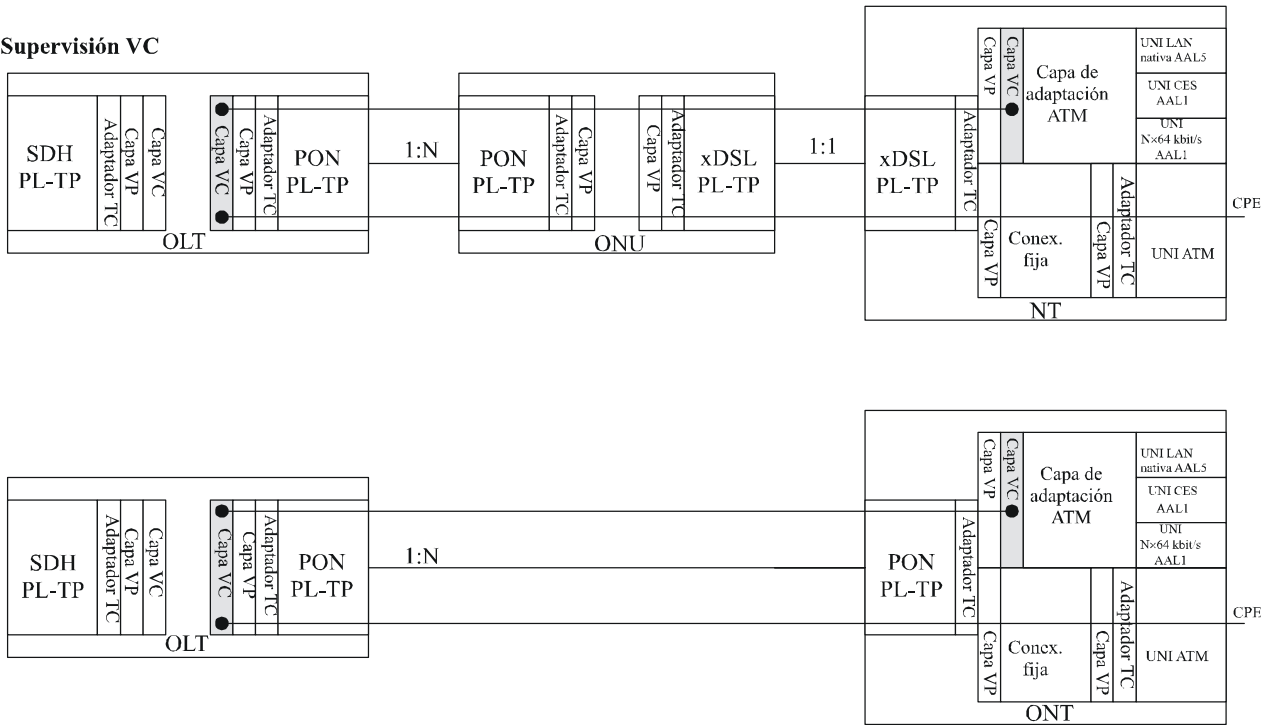 Supervisión VC
SDH
PL-TP
Adaptador TC
Capa VP
Capa VC
Capa VC
Capa VP
Adaptador TC
PON
PL-TP
OLT
1:N
PON
PL-TP
Adaptador TC
Capa VP
Capa VP
Adaptador TC
xDSL
PL-TP
ONU
1:1
xDSL
PL-TP
Adaptador TC
Capa VP
Capa VC
Capa de
adaptación
ATM
UNI LAN
nativa AAL5
UNI CES
AAL1
UNI
N×64 kbit/s
AAL1
Capa VP
Conex.
fija
Capa VP
Adaptador TC
UNI ATM
CPE
NT
SDH
PL-TP
Adaptador TC
Capa VP
Capa VC
Capa VC
Capa VP
Adaptador TC
PON
PL-TP
OLT
1:N
PON
PL-TP
Adaptador TC
Capa VP
Capa VC
Capa de
adaptación
ATM
UNI LAN
nativa AAL5
UNI CES
AAL1
UNI
N×64 kbit/s
AAL1
Capa VP
Conex.
fija
Capa VP
Adaptador TC
UNI ATM
CPE
ONT